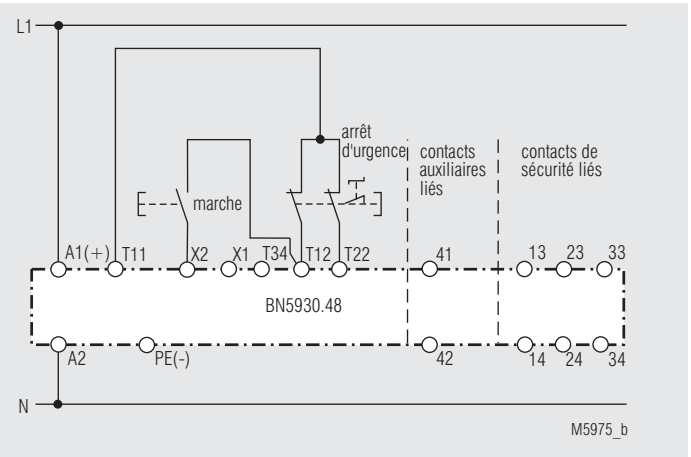 L1
arrêt
d'urgence
contacts
auxiliaires
liés
contacts de
sécurité liés
marche
A1(+) T11 X2 X1 T34 T12 T22 41 13 23 33
BN5930.48
A2 PE(-) 42 14 24 34
N
M5975_b